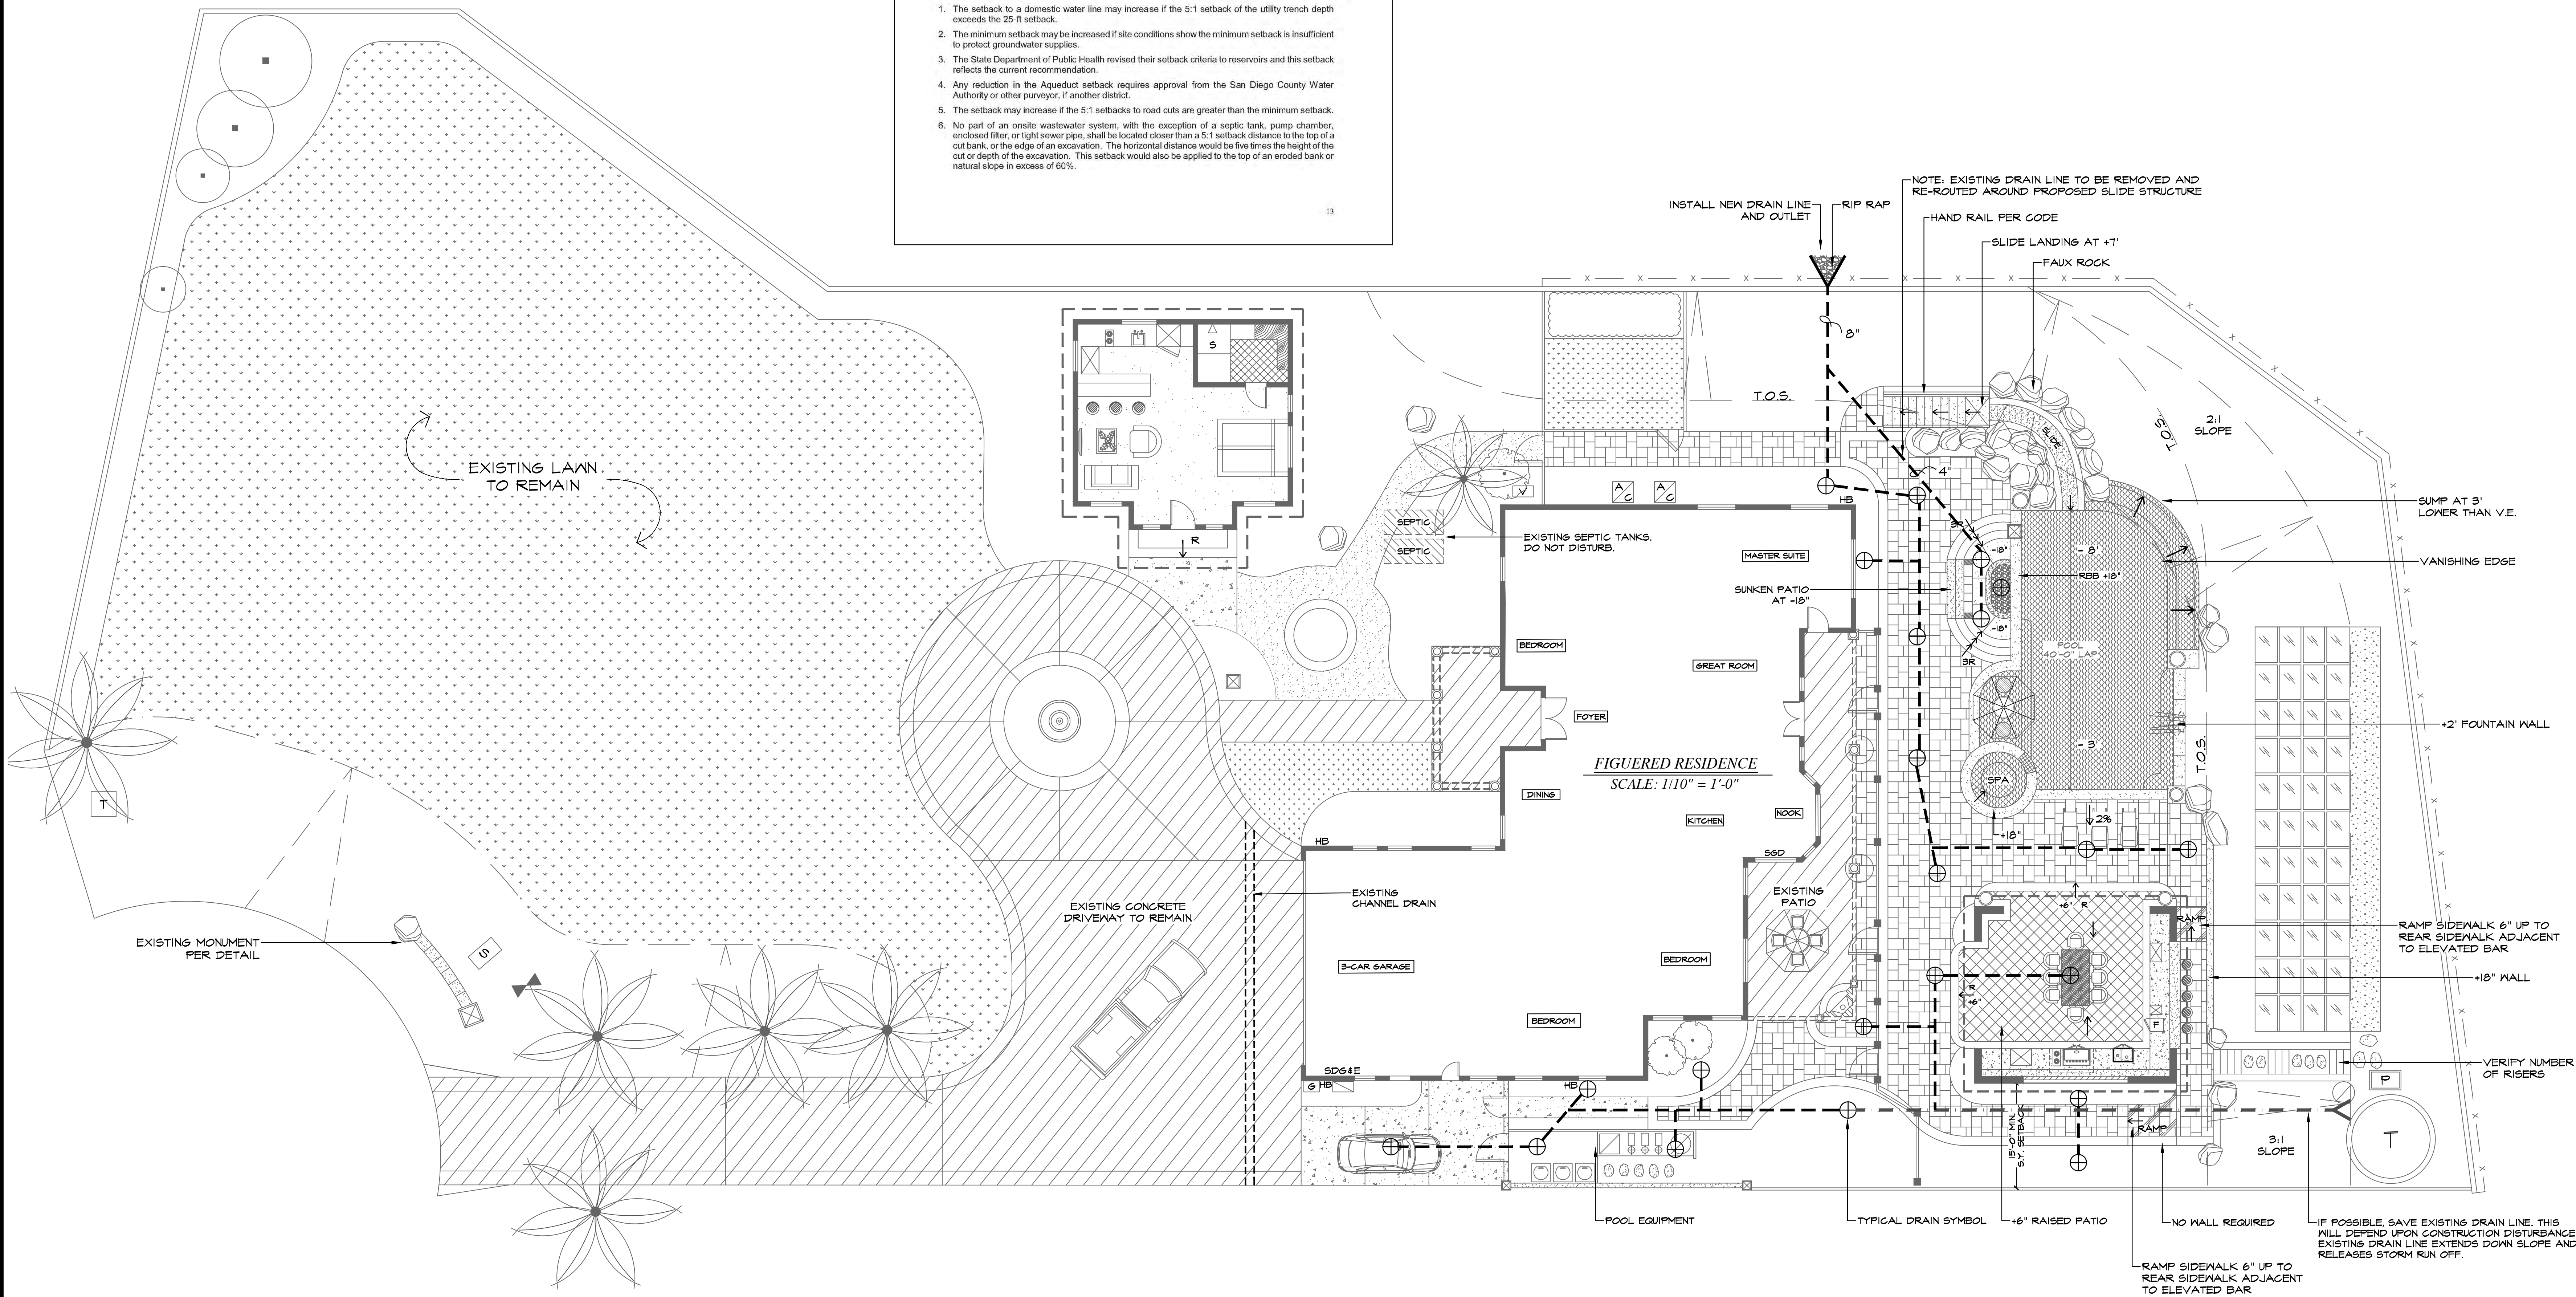 1. The setback to a domestic water line may increase if the 5:1 setback of the utility trench depth
exceeds the 25-ft setback.
2. The minimum setback may be increased if site conditions show the minimum setback is insufficient
to protect groundwater supplies.
3. The State Department of Public Health revised their setback criteria to reservoirs and this setback
reflects the current recommendation.
4. Any reduction in the Aqueduct setback requires approval from the San Diego County Water
Authority or other purveyor, if another district.
5. The setback may increase if the 5:1 setbacks to road cuts are greater than the minimum setback.
6. No part of an onsite wastewater system, with the exception of a septic tank, pump chamber,
enclosed filter, or tight sewer pipe, shall be located closer than a 5:1 setback distance to the top of a
cut bank, or the edge of an excavation. The horizontal distance would be five times the height of the
cut or depth of the excavation. This setback would also be applied to the top of an eroded bank or
natural slope in excess of 60%.
13
NOTE: EXISTING DRAIN LINE TO BE REMOVED AND
RE-ROUTED AROUND PROPOSED SLIDE STRUCTURE
INSTALL NEW DRAIN LINE
AND OUTLET
RIP RAP
HAND RAIL PER CODE
SLIDE LANDING AT +7'
FAUX ROCK
8"
S
T.O.S.
T.O.S.
2:1
SLOPE
SLIDE
EXISTING LAWN
TO REMAIN
4"
V
A/C
A/C
HB
SUMP AT 3'
LOWER THAN V.E.
SEPTIC
SEPTIC
EXISTING SEPTIC TANKS.
DO NOT DISTURB.
R
MASTER SUITE
3R
-18"
- 8'
VANISHING EDGE
RBB +18"
SUNKEN PATIO
AT -18"
-18"
3R
BEDROOM
GREAT ROOM
POOL
40'-0" LAP
FOYER
+2' FOUNTAIN WALL
- 3'
T.O.S.
FIGUERED RESIDENCE
SCALE: 1/10" = 1'-0"
SPA
DINING
T
NOOK
KITCHEN
2%
+18"
HB
SGD
EXISTING
CHANNEL DRAIN
EXISTING
PATIO
EXISTING CONCRETE
DRIVEWAY TO REMAIN
+6" R
RAMP
RAMP SIDEWALK 6" UP TO
REAR SIDEWALK ADJACENT
TO ELEVATED BAR
EXISTING MONUMENT
PER DETAIL
S
3-CAR GARAGE
BEDROOM
+18" WALL
R
+6"
BEDROOM
F
VERIFY NUMBER
OF RISERS
SDG&E
G HB
HB
P
15'-0" MIN.
S.Y. SETBACK
RAMP
3:1
SLOPE
T
POOL EQUIPMENT
TYPICAL DRAIN SYMBOL
+6" RAISED PATIO
NO WALL REQUIRED
IF POSSIBLE, SAVE EXISTING DRAIN LINE. THIS
WILL DEPEND UPON CONSTRUCTION DISTURBANCE
EXISTING DRAIN LINE EXTENDS DOWN SLOPE AND
RELEASES STORM RUN OFF.
RAMP SIDEWALK 6" UP TO
REAR SIDEWALK ADJACENT
TO ELEVATED BAR